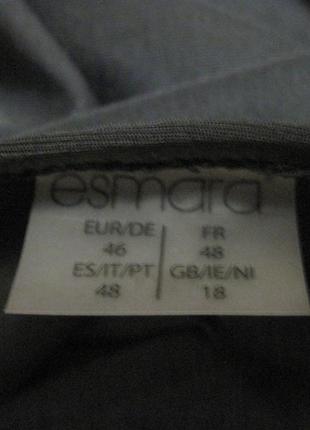 esmara
EUR/DE FR
46 48
ES/IT/PT GB/IE/NI
48 18